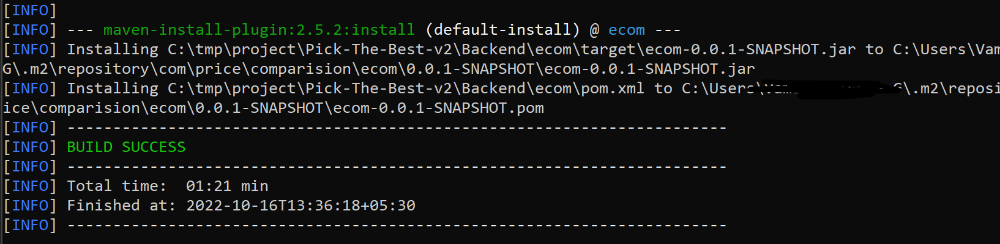 [INFO]
[INFO] --- maven-install-plugin:2.5.2:install (default-install) @ ecom ---
[INFO] Installing C:\tmp\project\Pick-The-Best-v2\Backend\ecom\target\ecom-0.0.1-SNAPSHOT.jar to C:\Users\Vam
G\.m2\repository\com\price\comparision\ecom\0.0.1-SNAPSHOT\ecom-0.0.1-SNAPSHOT.jar
[INFO] Installing C:\tmp\project\Pick-The-Best-v2\Backend\ecom\pom.xml to C:\Users\ \.m2\reposi
ice\comparision\ecom\0.0.1-SNAPSHOT\ecom-0.0.1-SNAPSHOT.pom
[INFO] ------------------------------------------------------------------------
[INFO] BUILD SUCCESS
[INFO] ------------------------------------------------------------------------
[INFO] Total time:  01:21 min
[INFO] Finished at: 2022-10-16T13:36:18+05:30
[INFO] ------------------------------------------------------------------------